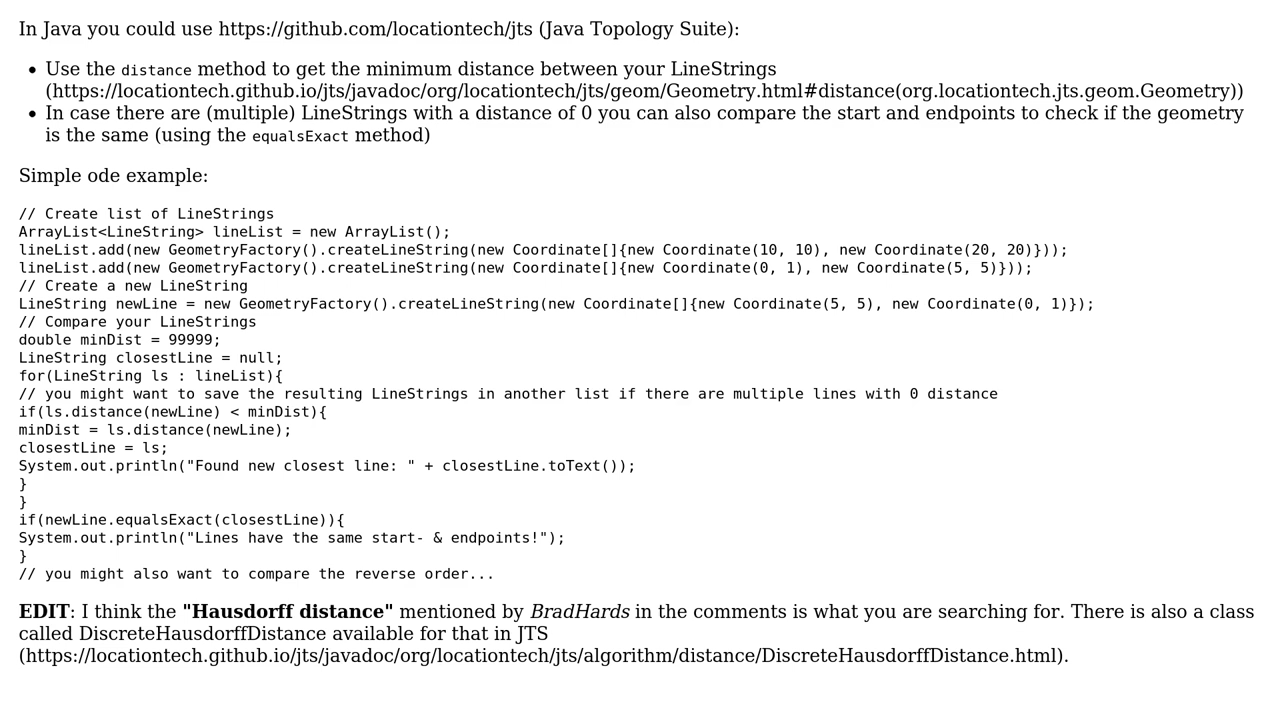 In Java you could use https://github.com/locationtech/jts (Java Topology Suite):
• Use the distance method to get the minimum distance between your LineStrings
(https://locationtech.github.io/jts/javadoc/org/locationtech/jts/geom/Geometry.html#distance(org.locationtech.jts.geom.Geometry))
• In case there are (multiple) LineStrings with a distance of 0 you can also compare the start and endpoints to check if the geometry
is the same (using the equalsExact method)
Simple ode example:
// Create list of LineStrings
ArrayList<LineString> lineList = new ArrayList();
lineList.add(new GeometryFactory().createLineString(new Coordinate[]{new Coordinate(10, 10), new Coordinate(20, 20)}));
lineList.add(new GeometryFactory().createLineString(new Coordinate[]{new Coordinate(0, 1), new Coordinate(5, 5)}));
// Create a new LineString
LineString newLine = new GeometryFactory().createLineString(new Coordinate[]{new Coordinate(5, 5), new Coordinate(0, 1)});
// Compare your LineStrings
double minDist = 99999;
LineString closestLine = null;
for(LineString ls : lineList){
// you might want to save the resulting LineStrings in another list if there are multiple lines with 0 distance
if(ls.distance(newLine) < minDist){
minDist = ls.distance(newLine);
closestLine = ls;
System.out.println("Found new closest line: " + closestLine.toText());
}
}
if(newLine.equalsExact(closestLine)){
System.out.println("Lines have the same start- & endpoints!");
}
// you might also want to compare the reverse order...
EDIT: I think the "Hausdorff distance" mentioned by BradHards in the comments is what you are searching for. There is also a class
called DiscreteHausdorffDistance available for that in JTS
(https://locationtech.github.io/jts/javadoc/org/locationtech/jts/algorithm/distance/DiscreteHausdorffDistance.html).